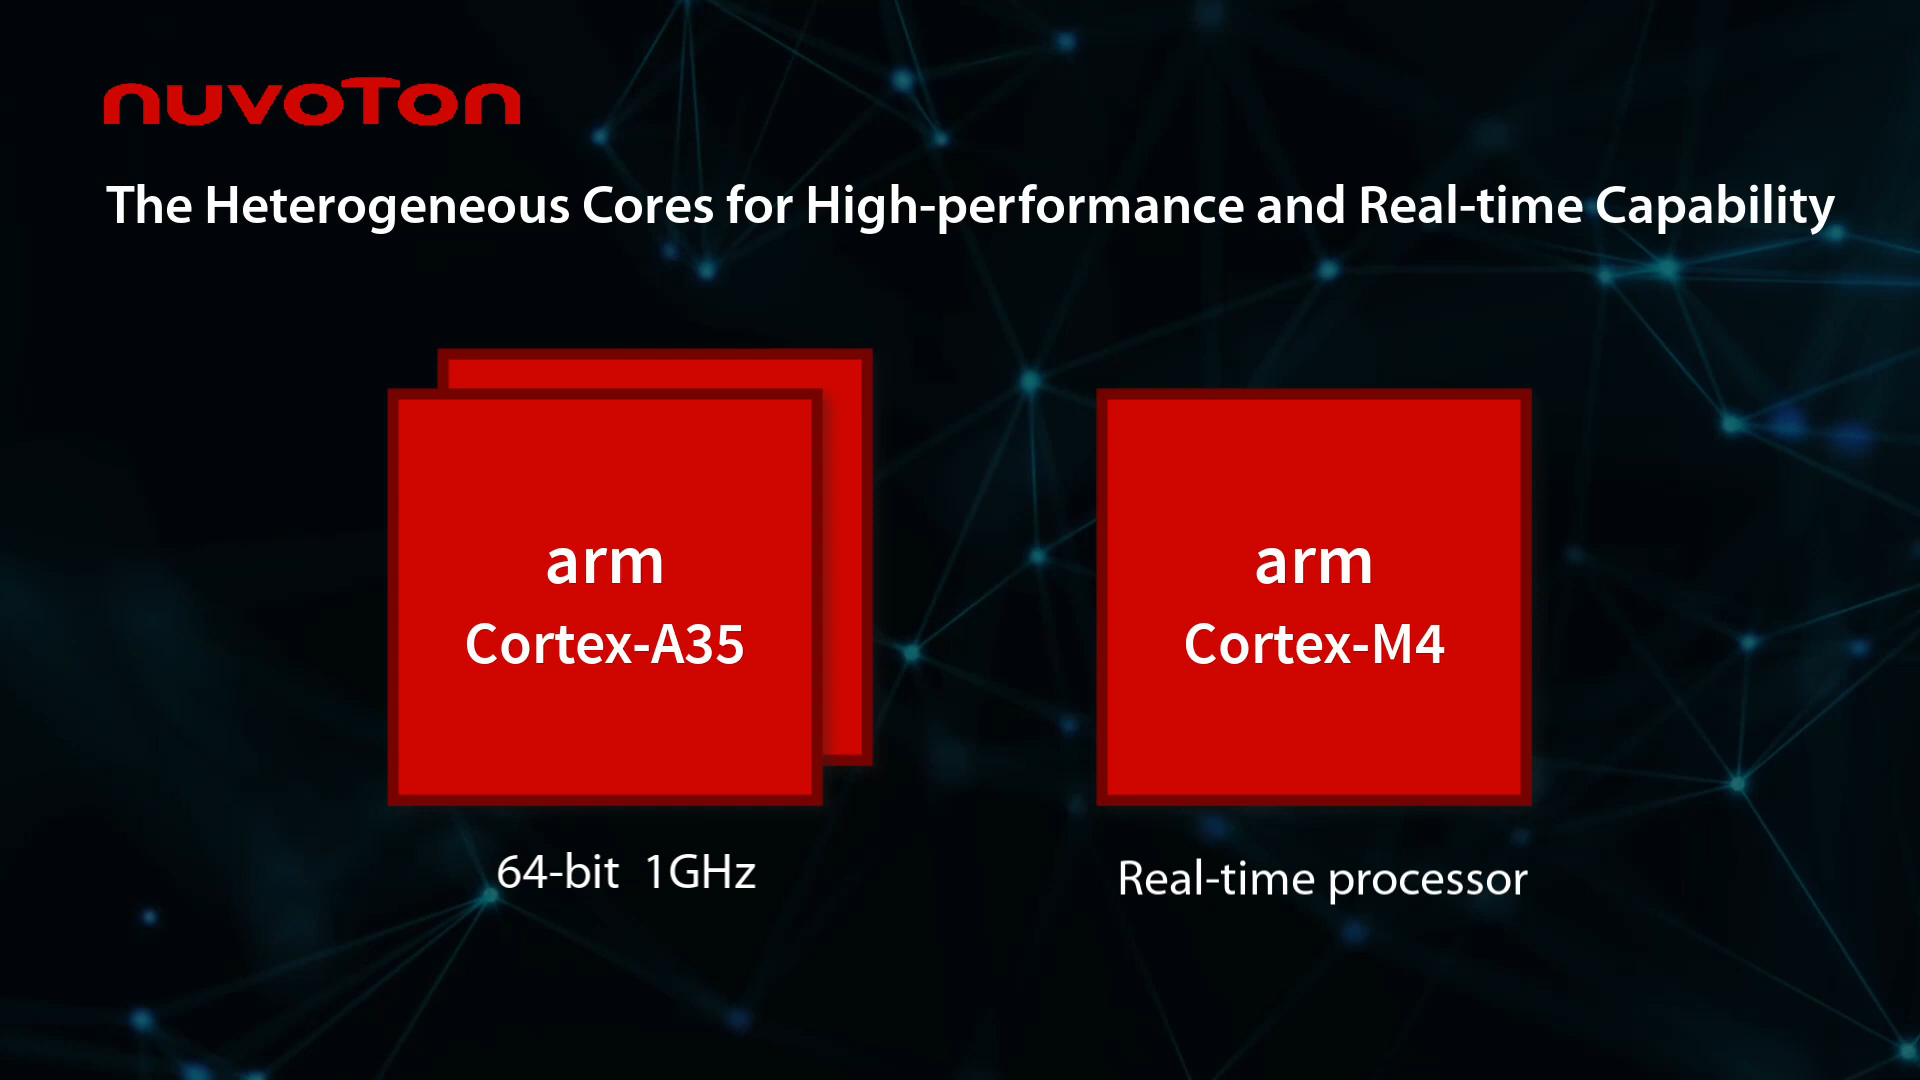 nuvoTon
The Heterogeneous Cores for High-performance and Real-time Capability
arm
Cortex-A35
64-bit 1GHz
arm
Cortex-M4
Real-time processor